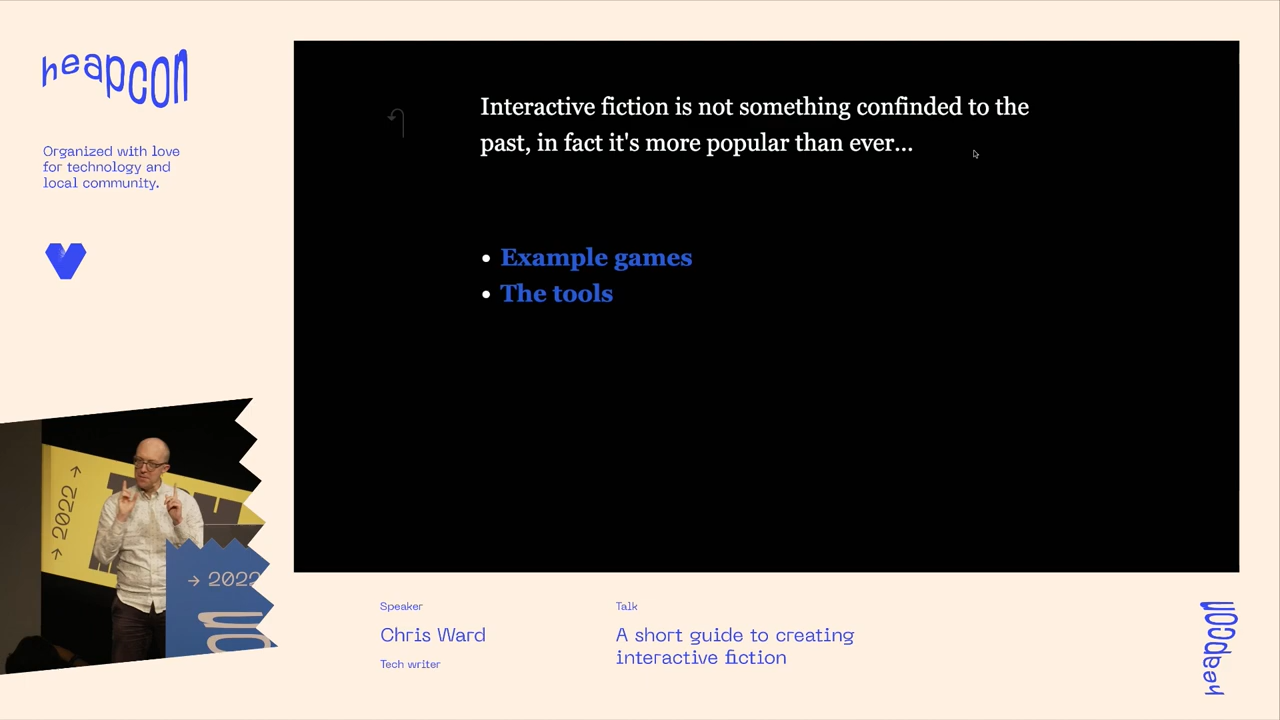 heapcon
Organized with love
for technology and
local community.
Interactive fiction is not something confinded to the
past, in fact it's more popular than ever...
• Example games
• The tools
→ 2022 →
→ 2022
Speaker
Chris Ward
Tech writer
Talk
A short guide to creating
interactive fiction
heapcon